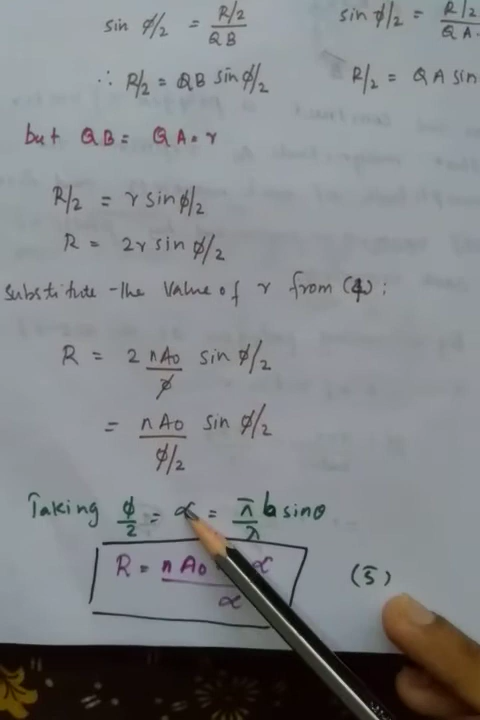 sin ϕ/2 = R/2 / QB
sin ϕ/2 = R/2 / QA
∴ R/2 = QB sin ϕ/2
R/2 = QA sin
but QB = QA = r
R/2 = r sin ϕ/2
R = 2r sin ϕ/2
Substitute the value of r from (4):
R = 2 nA₀/ϕ sin ϕ/2
= nA₀/ϕ/2 sin ϕ/2
Taking ϕ/2 = α = π/λ b sinθ
R = nA₀ α / α (5)